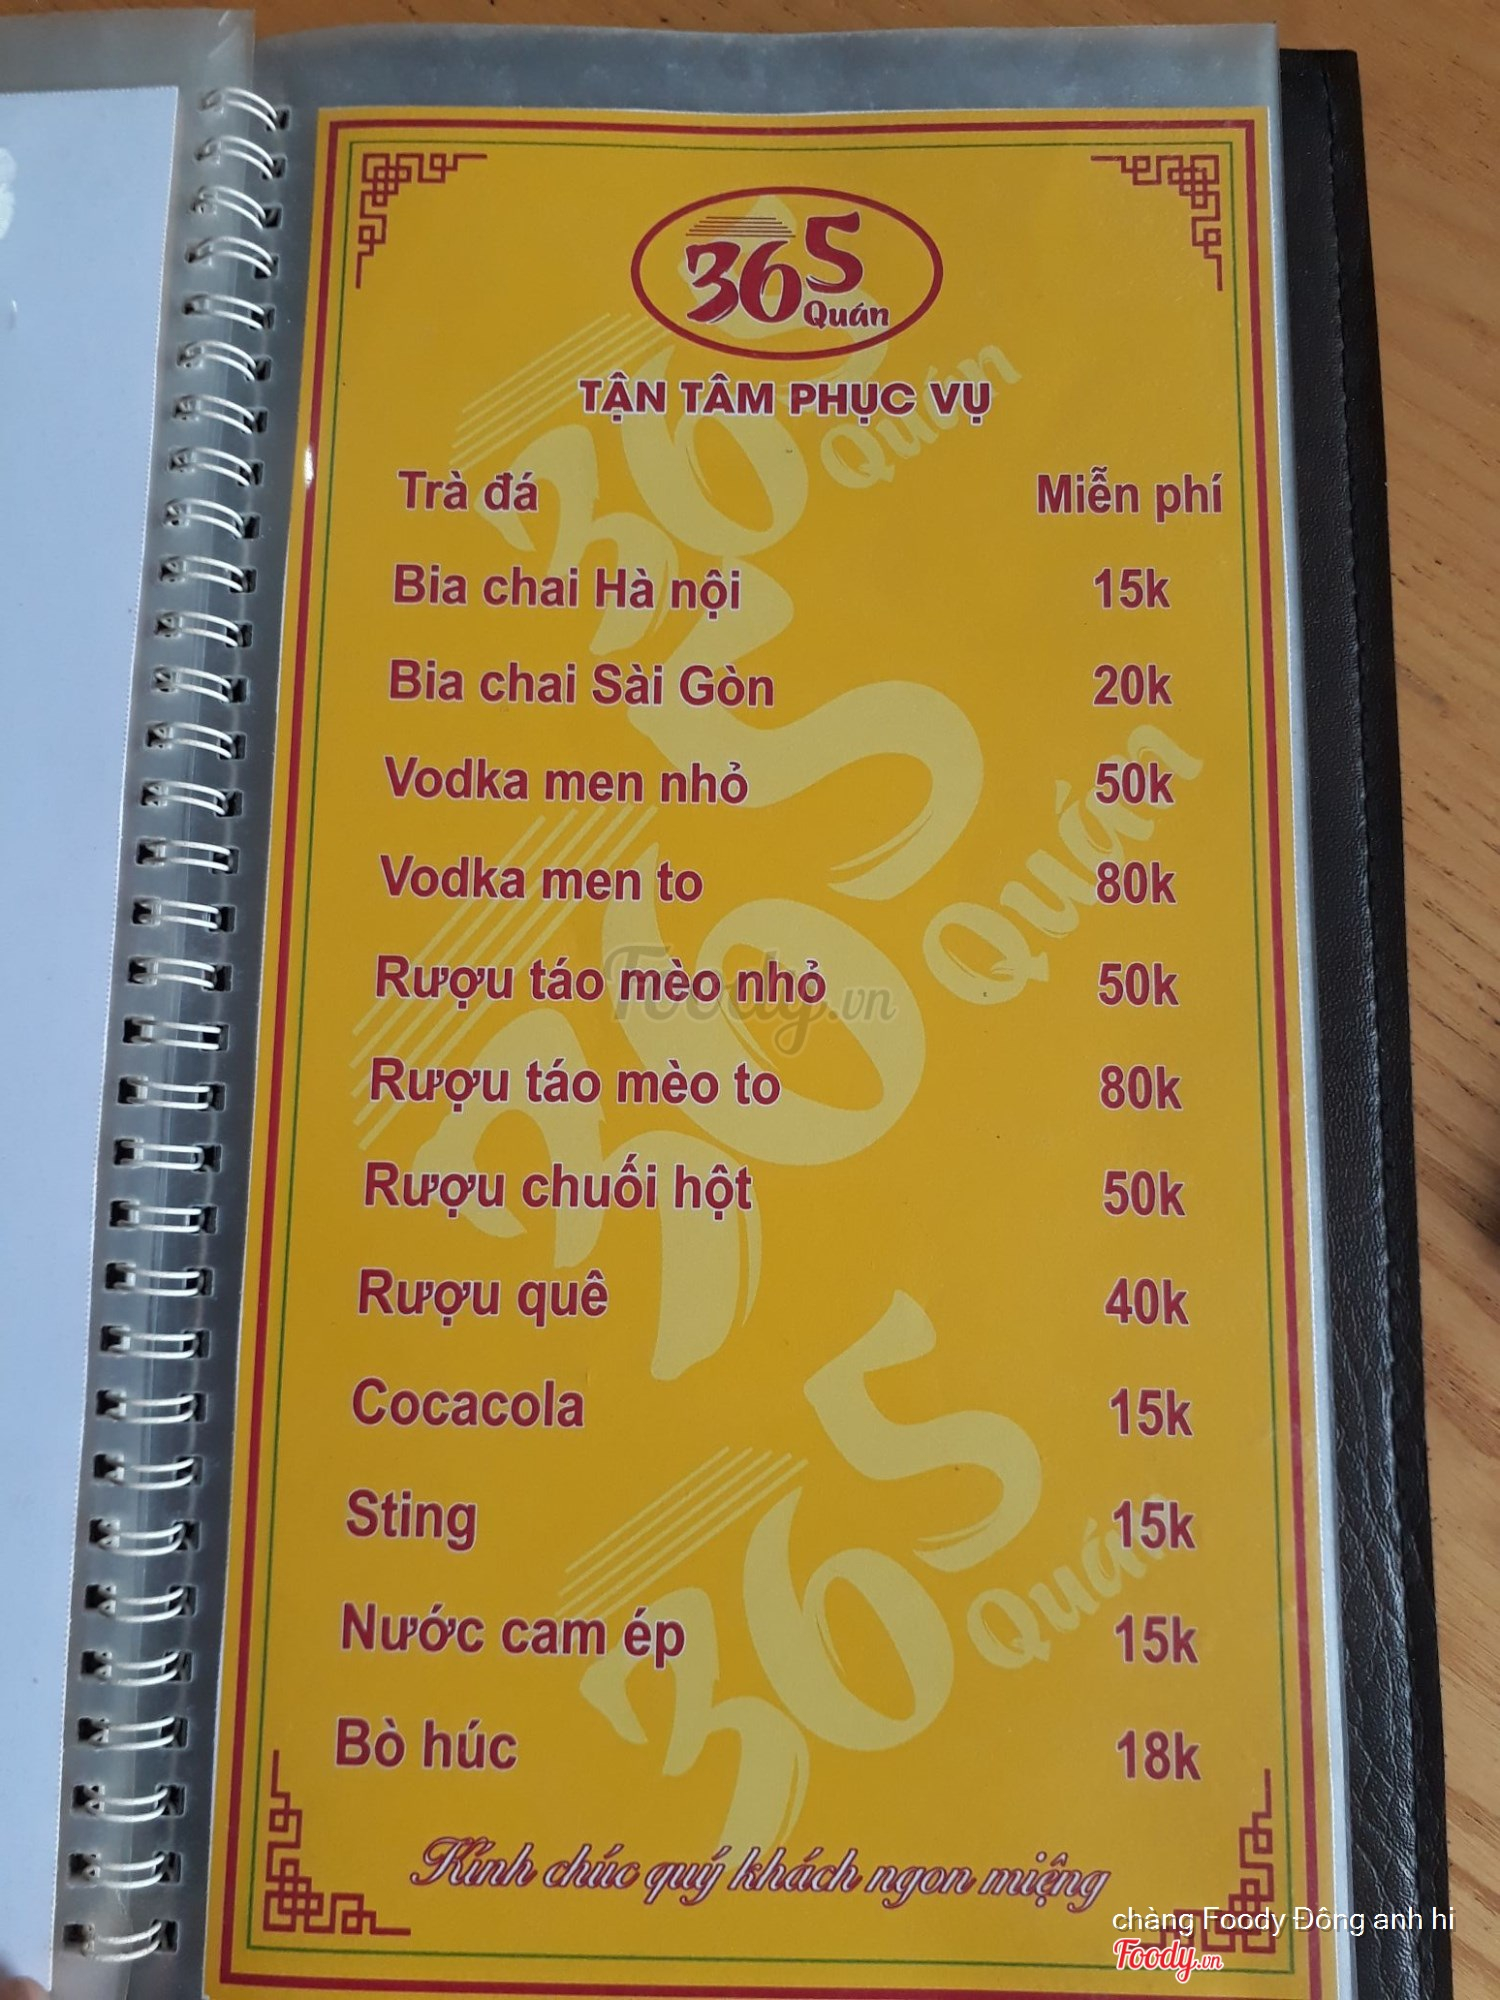 365
Quán
TẬN TÂM PHỤC VỤ
Trà đá Miễn phí
Bia chai Hà nội 15k
Bia chai Sài Gòn 20k
Vodka men nhỏ 50k
Vodka men to 80k
Rượu táo mèo nhỏ 50k
Foody.vn
Rượu táo mèo to 80k
Rượu chuối hột 50k
Rượu quê 40k
Cocacola 15k
Sting 15k
Nước cam ép 15k
Bò húc 18k
Kính chúc quý khách ngon miệng
chàng Foody Đông anh hi
Foody.vn